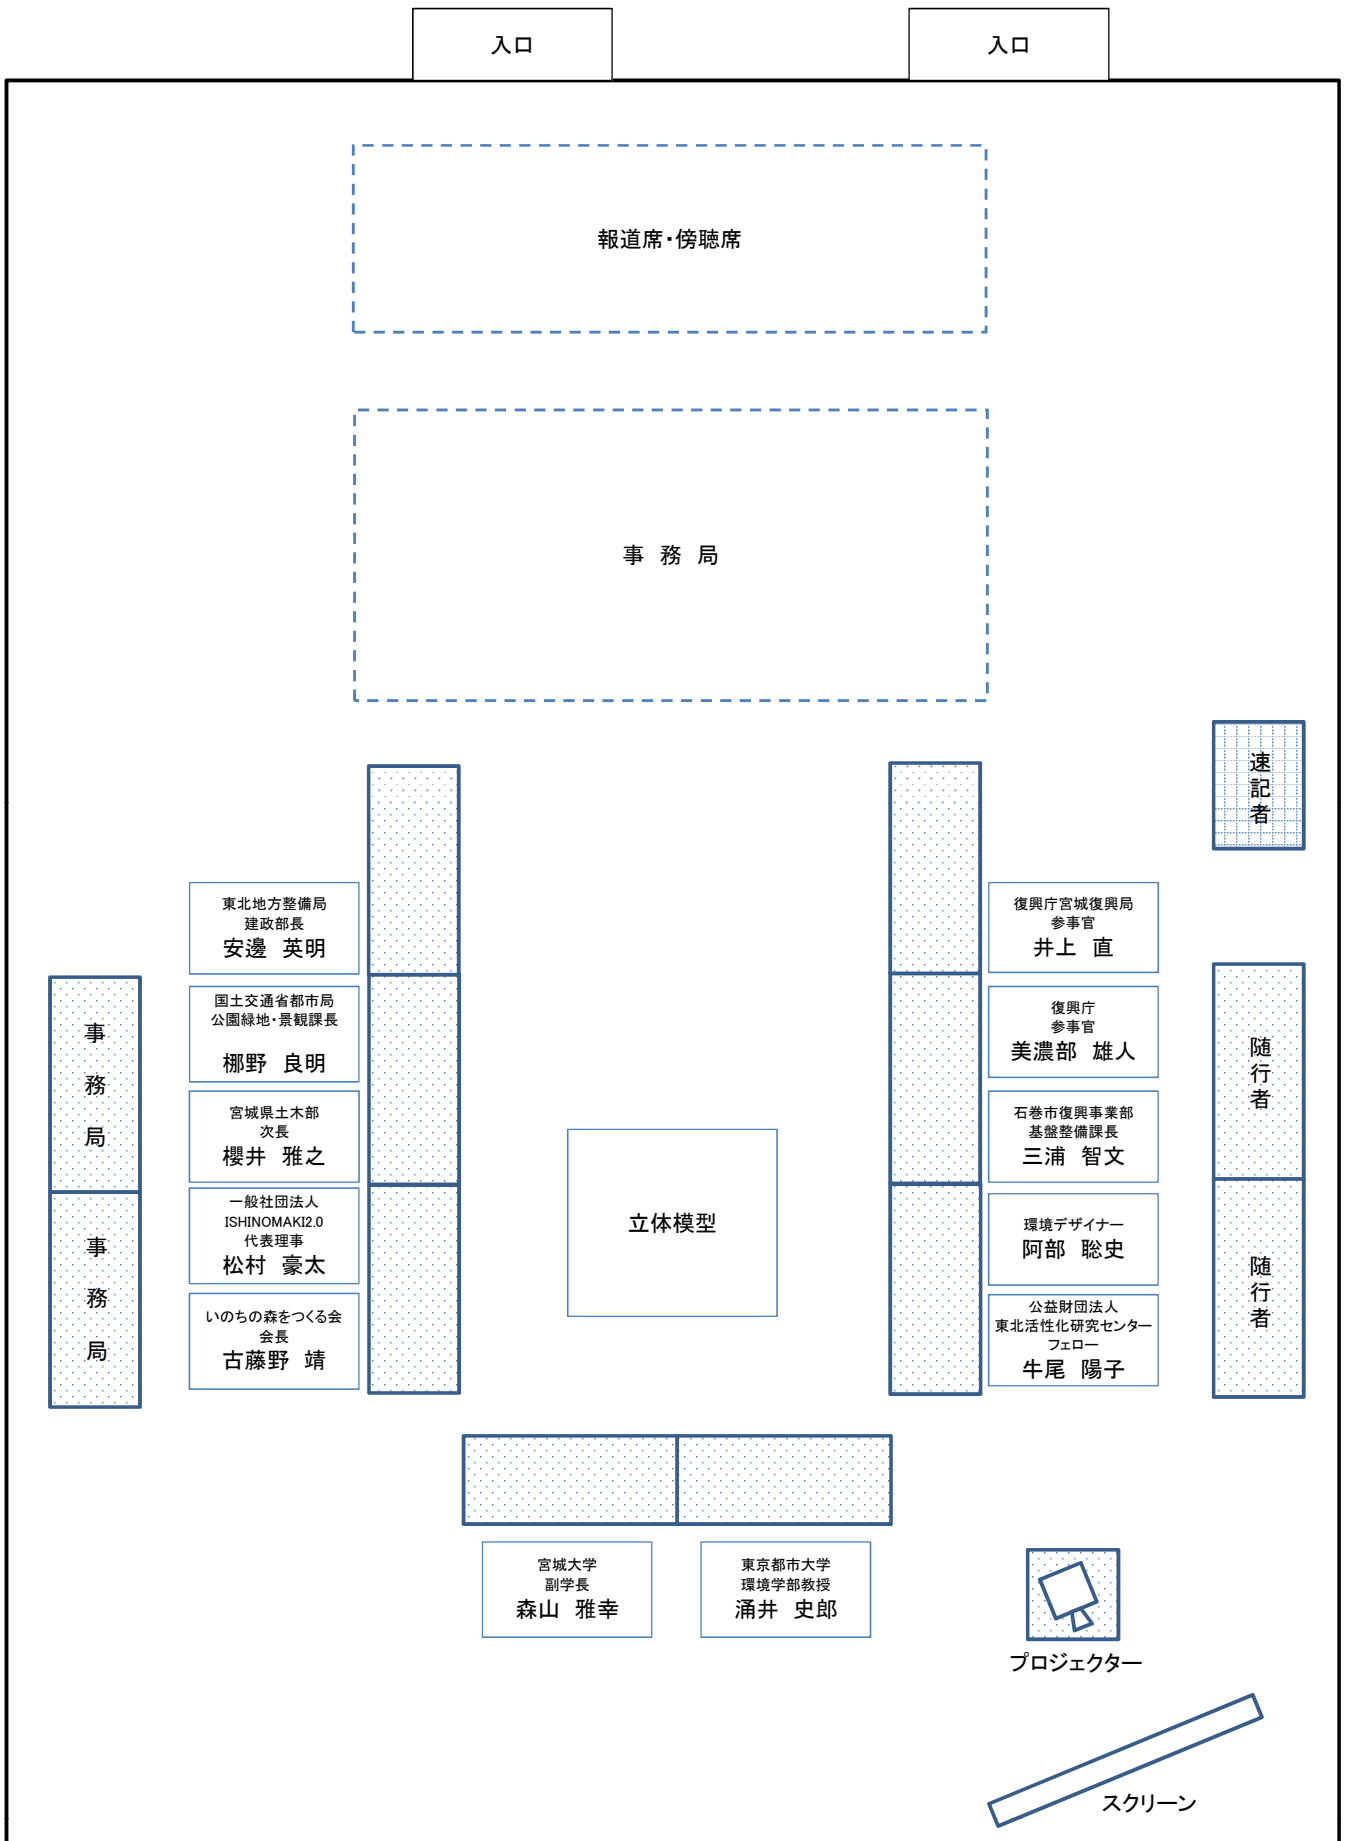 入口
入口
報道席・傍聴席
事 務 局
速記者
東北地方整備局
建政部長
安邊 英明
国土交通省都市局
公園緑地・景観課長
梛野 良明
宮城県土木部
次長
櫻井 雅之
一般社団法人
ISHINOMAKI2.0
代表理事
松村 豪太
いのちの森をつくる会
会長
古藤野 靖
事 務 局
事 務 局
立体模型
復興庁宮城復興局
参事官
井上 直
復興庁
参事官
美濃部 雄人
石巻市復興事業部
基盤整備課長
三浦 智文
環境デザイナー
阿部 聡史
公益財団法人
東北活性化研究センター
フェロー
牛尾 陽子
随行者
随行者
宮城大学
副学長
森山 雅幸
東京都市大学
環境学部教授
涌井 史郎
プロジェクター
スクリーン